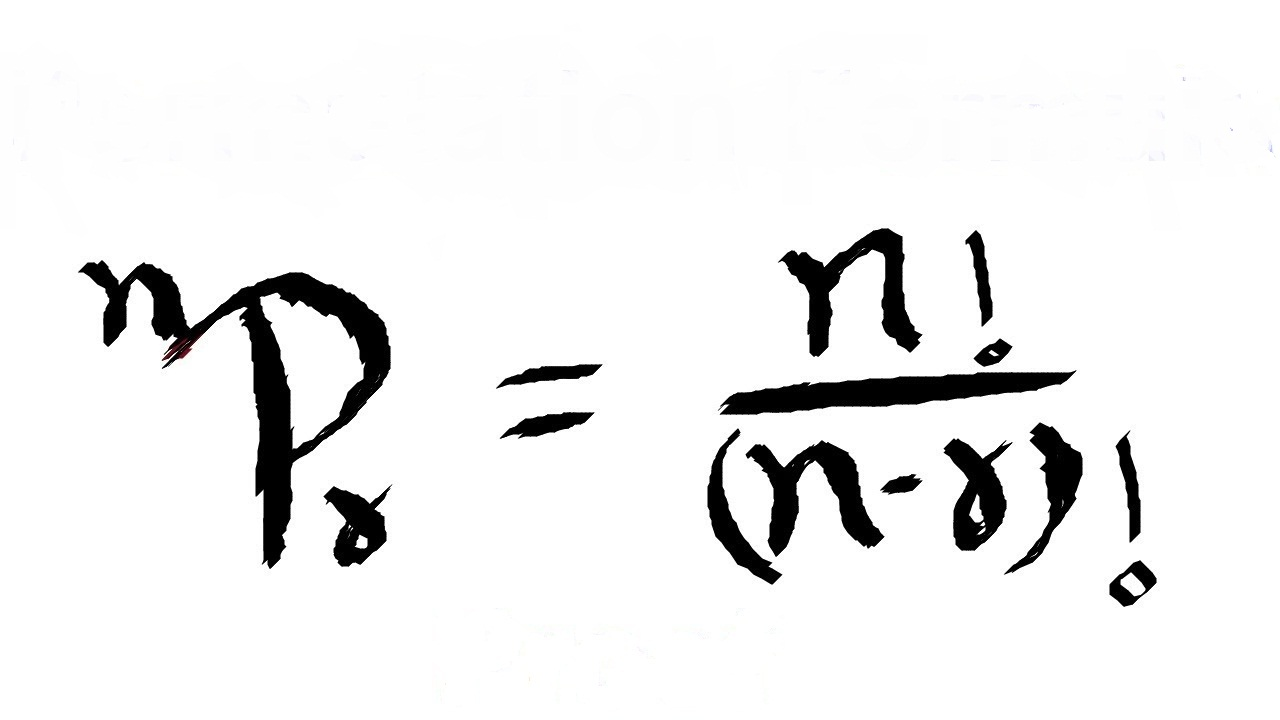 ⁿPᵣ = n! / (n-r)!